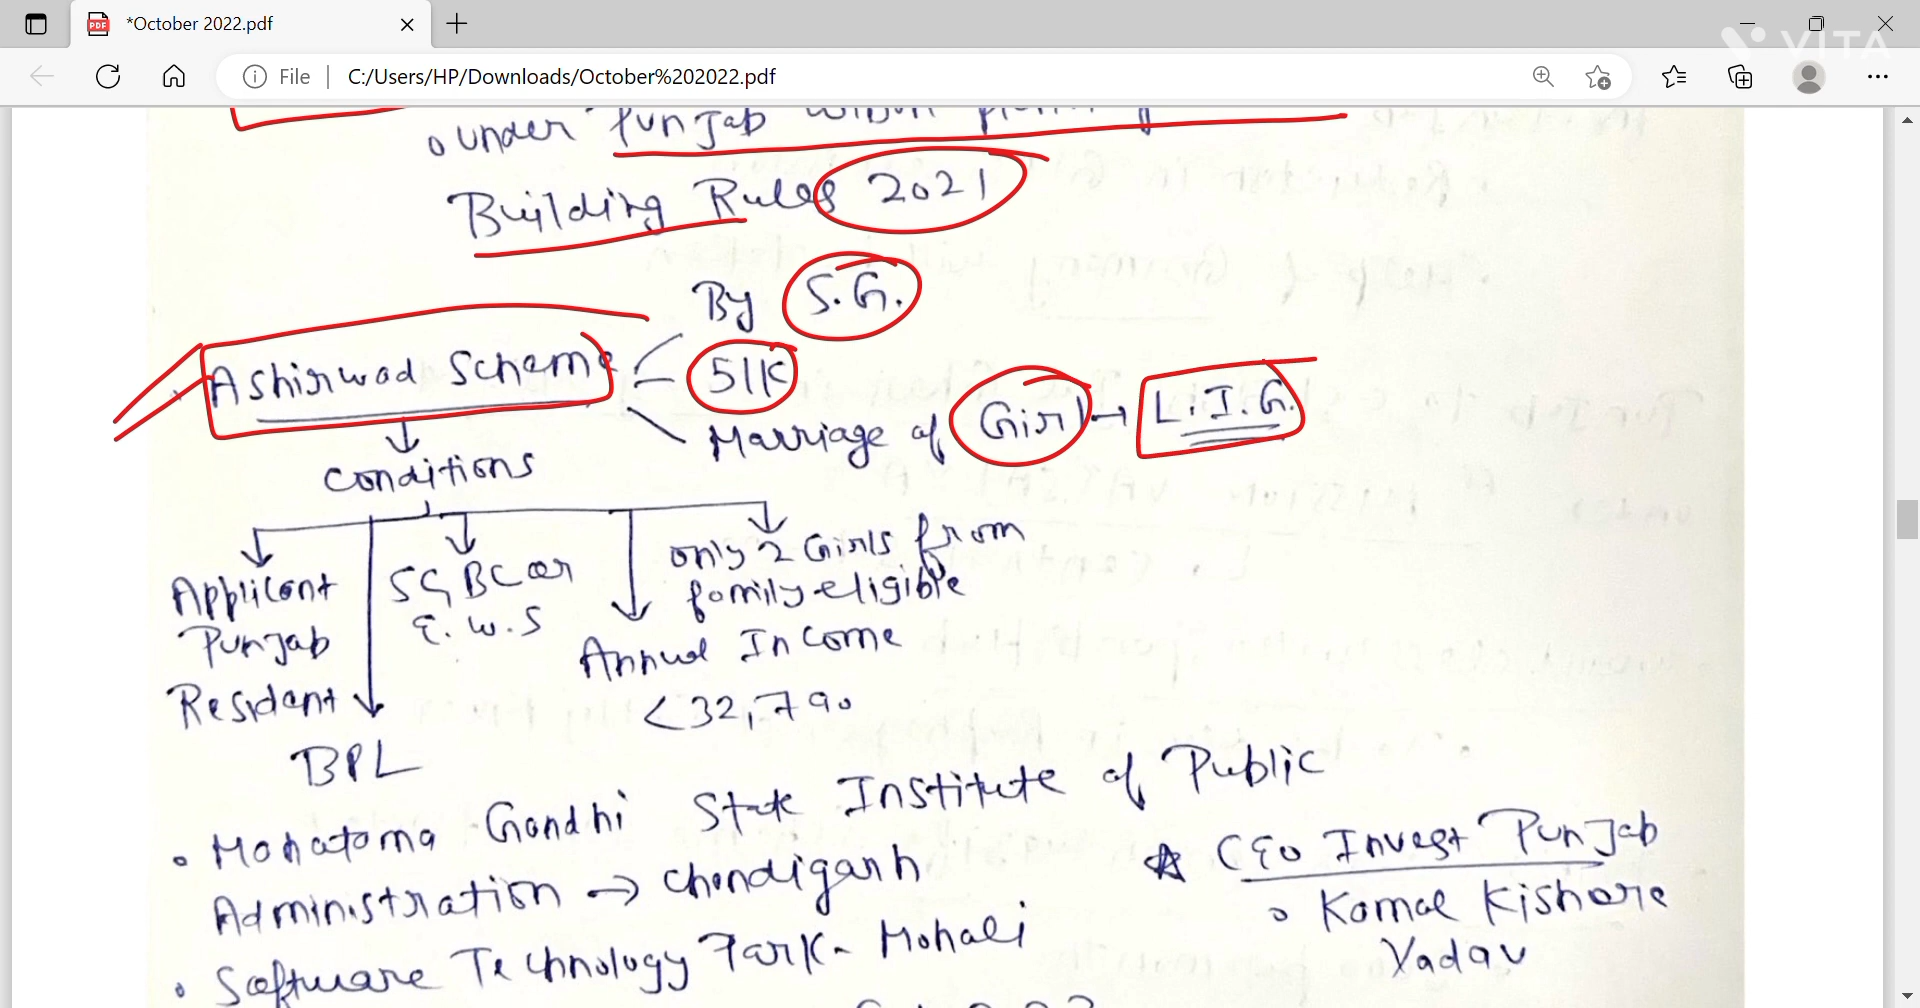 *October 2022.pdf
VITA
File | C:/Users/HP/Downloads/October%202022.pdf
under Punjab
Building Rules 2021
By S.G.
Ashirwad Scheme
51K
Marriage of Girl → L.I.G.
Conditions
Applicant
Punjab
Resident
BPL
SC, BC or
E.W.S
Annual Income
<32,790
only 2 Girls from
family eligible
• Mahatama Gandhi State Institute of Public
Administration → Chandigarh
• Software Technology Park - Mohali
CEO Invest Punjab
Kamal Kishore
Yadav